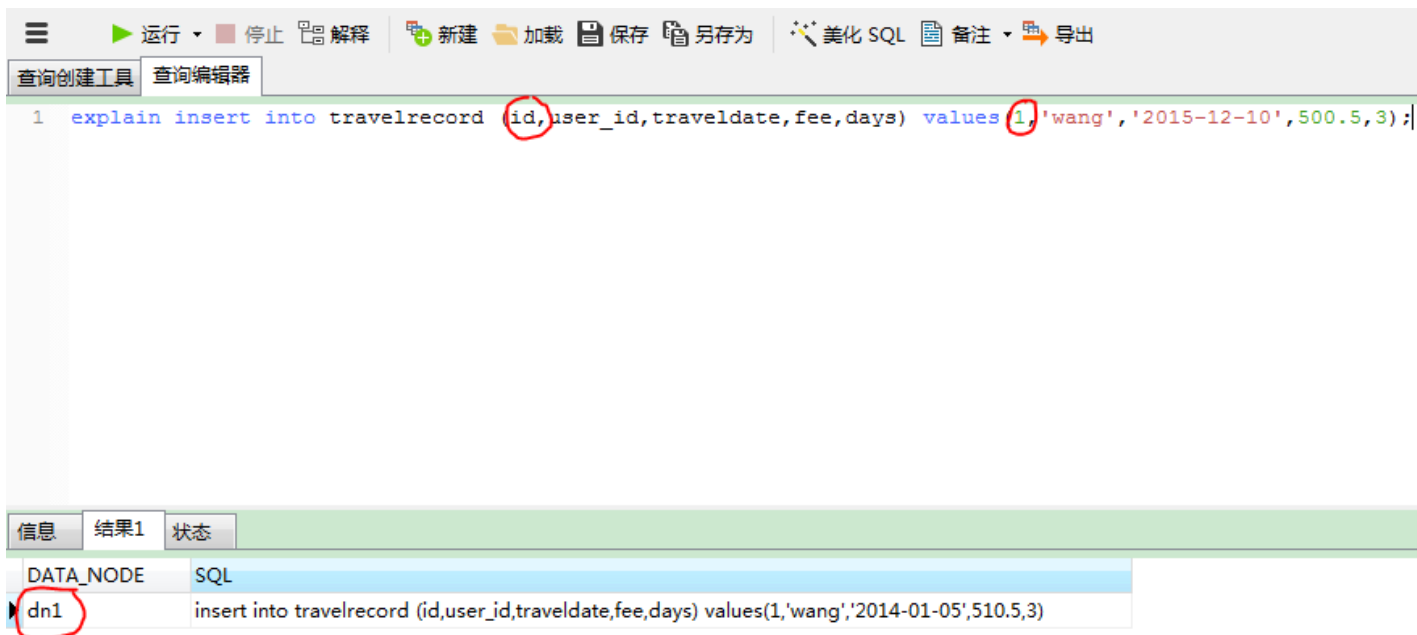 运行 停止 解释 新建 加载 保存 另存为 美化 SQL 备注 导出
查询创建工具 查询编辑器
1 explain insert into travelrecord (id,user_id,traveldate,fee,days) values(1,'wang','2015-12-10',500.5,3);
信息 结果1 状态
DATA_NODE SQL
dn1 insert into travelrecord (id,user_id,traveldate,fee,days) values(1,'wang','2014-01-05',510.5,3)